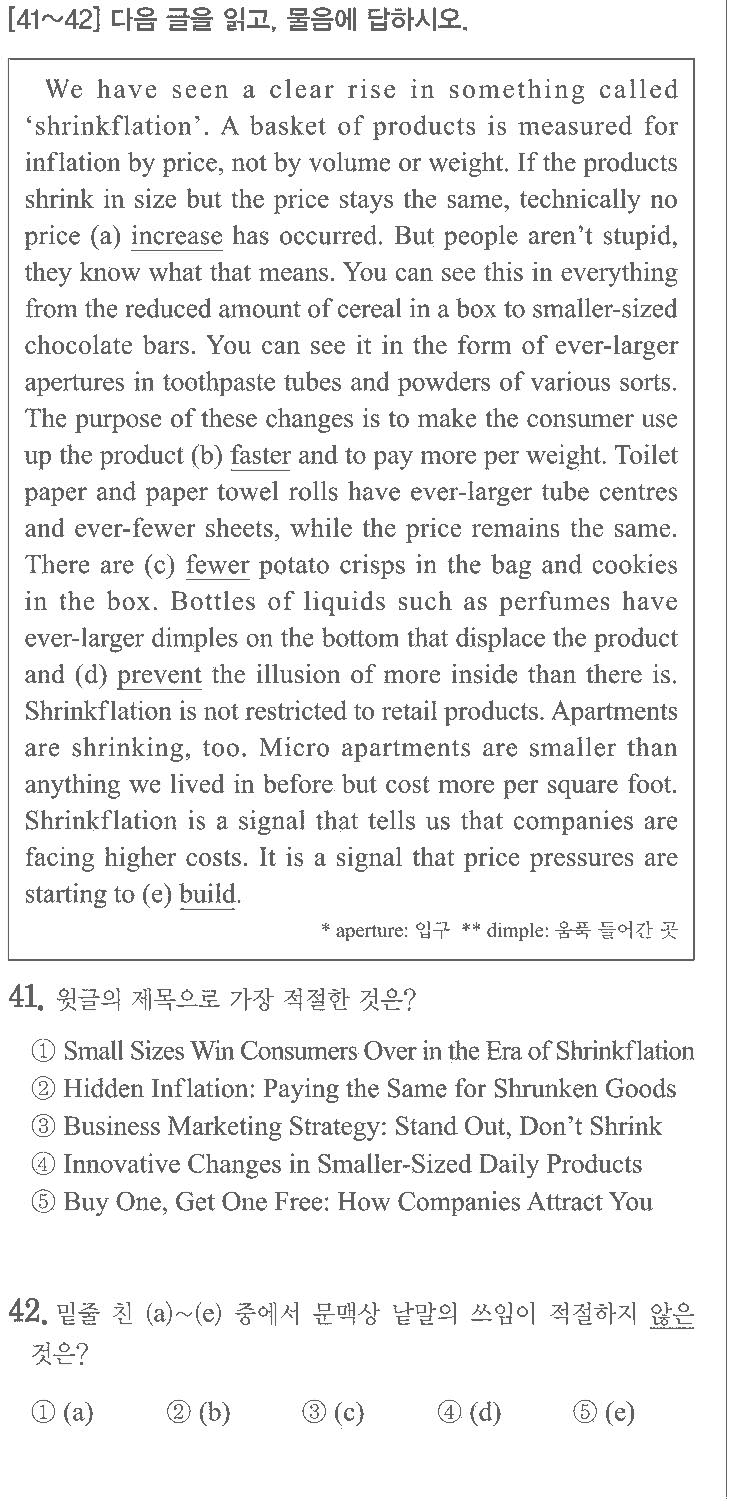 [41~42] 다음 글을 읽고, 물음에 답하시오.
We have seen a clear rise in something called
‘shrinkflation’. A basket of products is measured for
inflation by price, not by volume or weight. If the products
shrink in size but the price stays the same, technically no
price (a) increase has occurred. But people aren’t stupid,
they know what that means. You can see this in everything
from the reduced amount of cereal in a box to smaller-sized
chocolate bars. You can see it in the form of ever-larger
apertures in toothpaste tubes and powders of various sorts.
The purpose of these changes is to make the consumer use
up the product (b) faster and to pay more per weight. Toilet
paper and paper towel rolls have ever-larger tube centres
and ever-fewer sheets, while the price remains the same.
There are (c) fewer potato crisps in the bag and cookies
in the box. Bottles of liquids such as perfumes have
ever-larger dimples on the bottom that displace the product
and (d) prevent the illusion of more inside than there is.
Shrinkflation is not restricted to retail products. Apartments
are shrinking, too. Micro apartments are smaller than
anything we lived in before but cost more per square foot.
Shrinkflation is a signal that tells us that companies are
facing higher costs. It is a signal that price pressures are
starting to (e) build.
* aperture: 입구 ** dimple: 움푹 들어간 곳
41. 윗글의 제목으로 가장 적절한 것은?
① Small Sizes Win Consumers Over in the Era of Shrinkflation
② Hidden Inflation: Paying the Same for Shrunken Goods
③ Business Marketing Strategy: Stand Out, Don’t Shrink
④ Innovative Changes in Smaller-Sized Daily Products
⑤ Buy One, Get One Free: How Companies Attract You
42. 밑줄 친 (a)~(e) 중에서 문맥상 낱말의 쓰임이 적절하지 않은
것은?
① (a) ② (b) ③ (c) ④ (d) ⑤ (e)